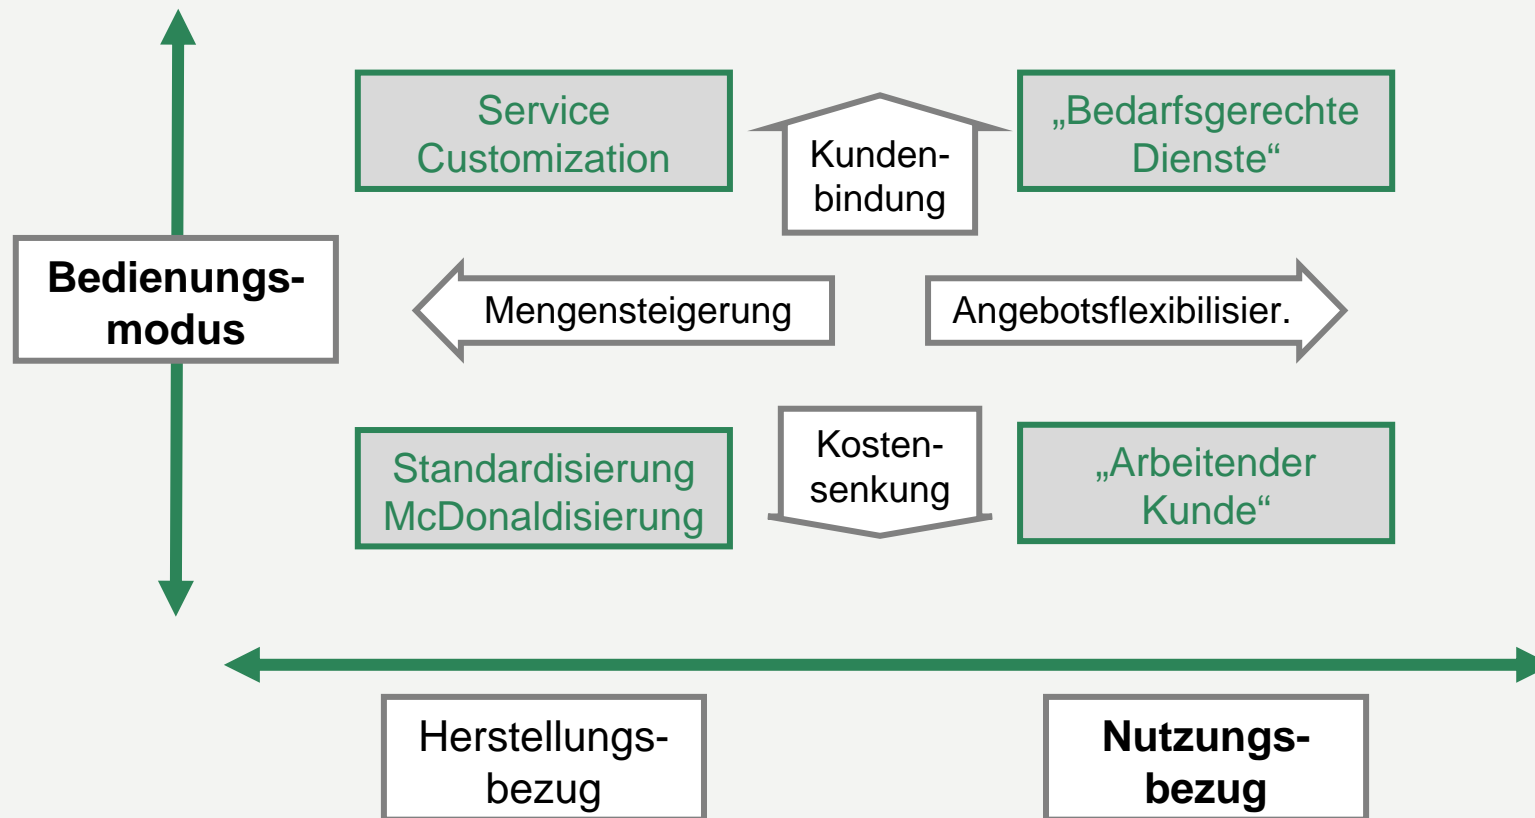 Service
Customization
Kunden-
bindung
„Bedarfsgerechte
Dienste“
Bedienungs-
modus
Mengensteigerung
Angebotsflexibilisier.
Standardisierung
McDonaldisierung
Kosten-
senkung
„Arbeitender
Kunde“
Herstellungs-
bezug
Nutzungs-
bezug